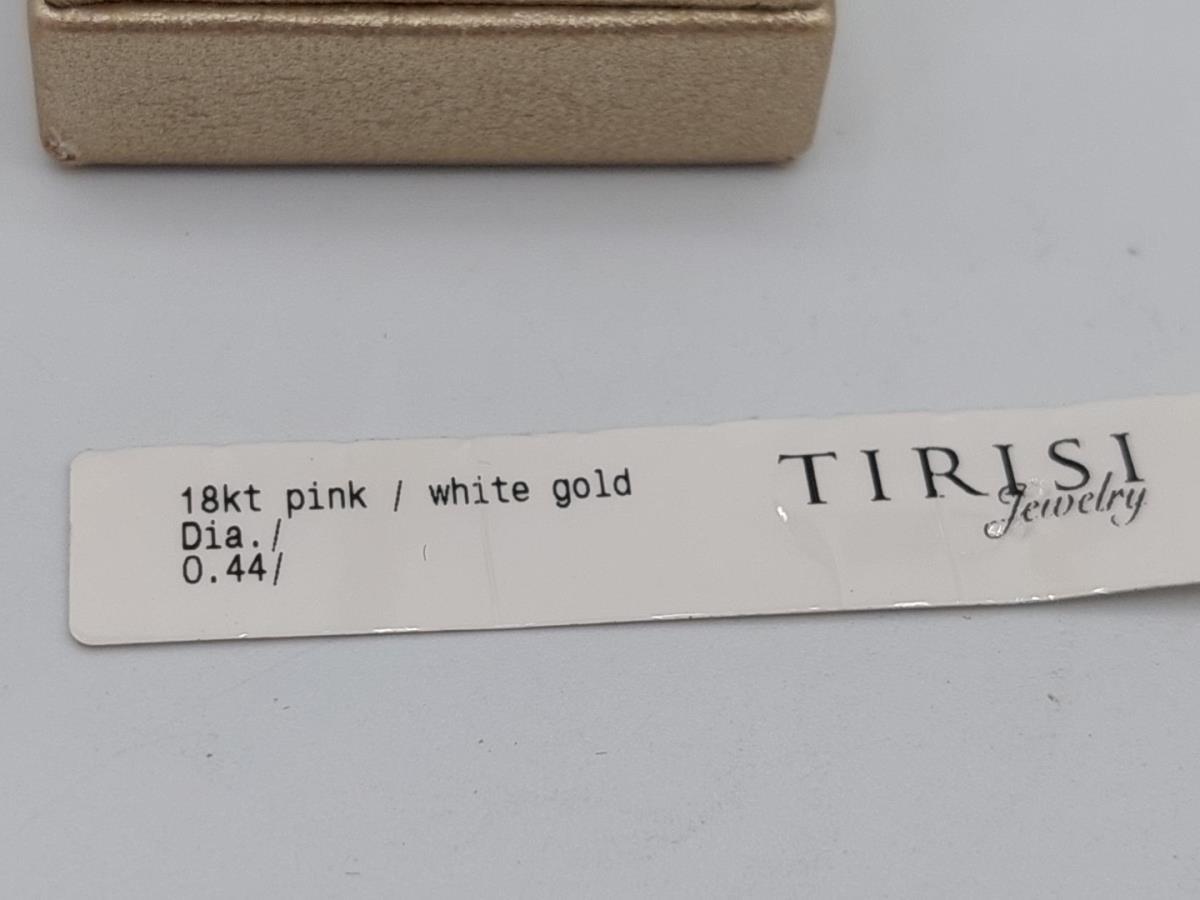 18kt pink / white gold
Dia./
0.44/
TIRISI
Jewelry